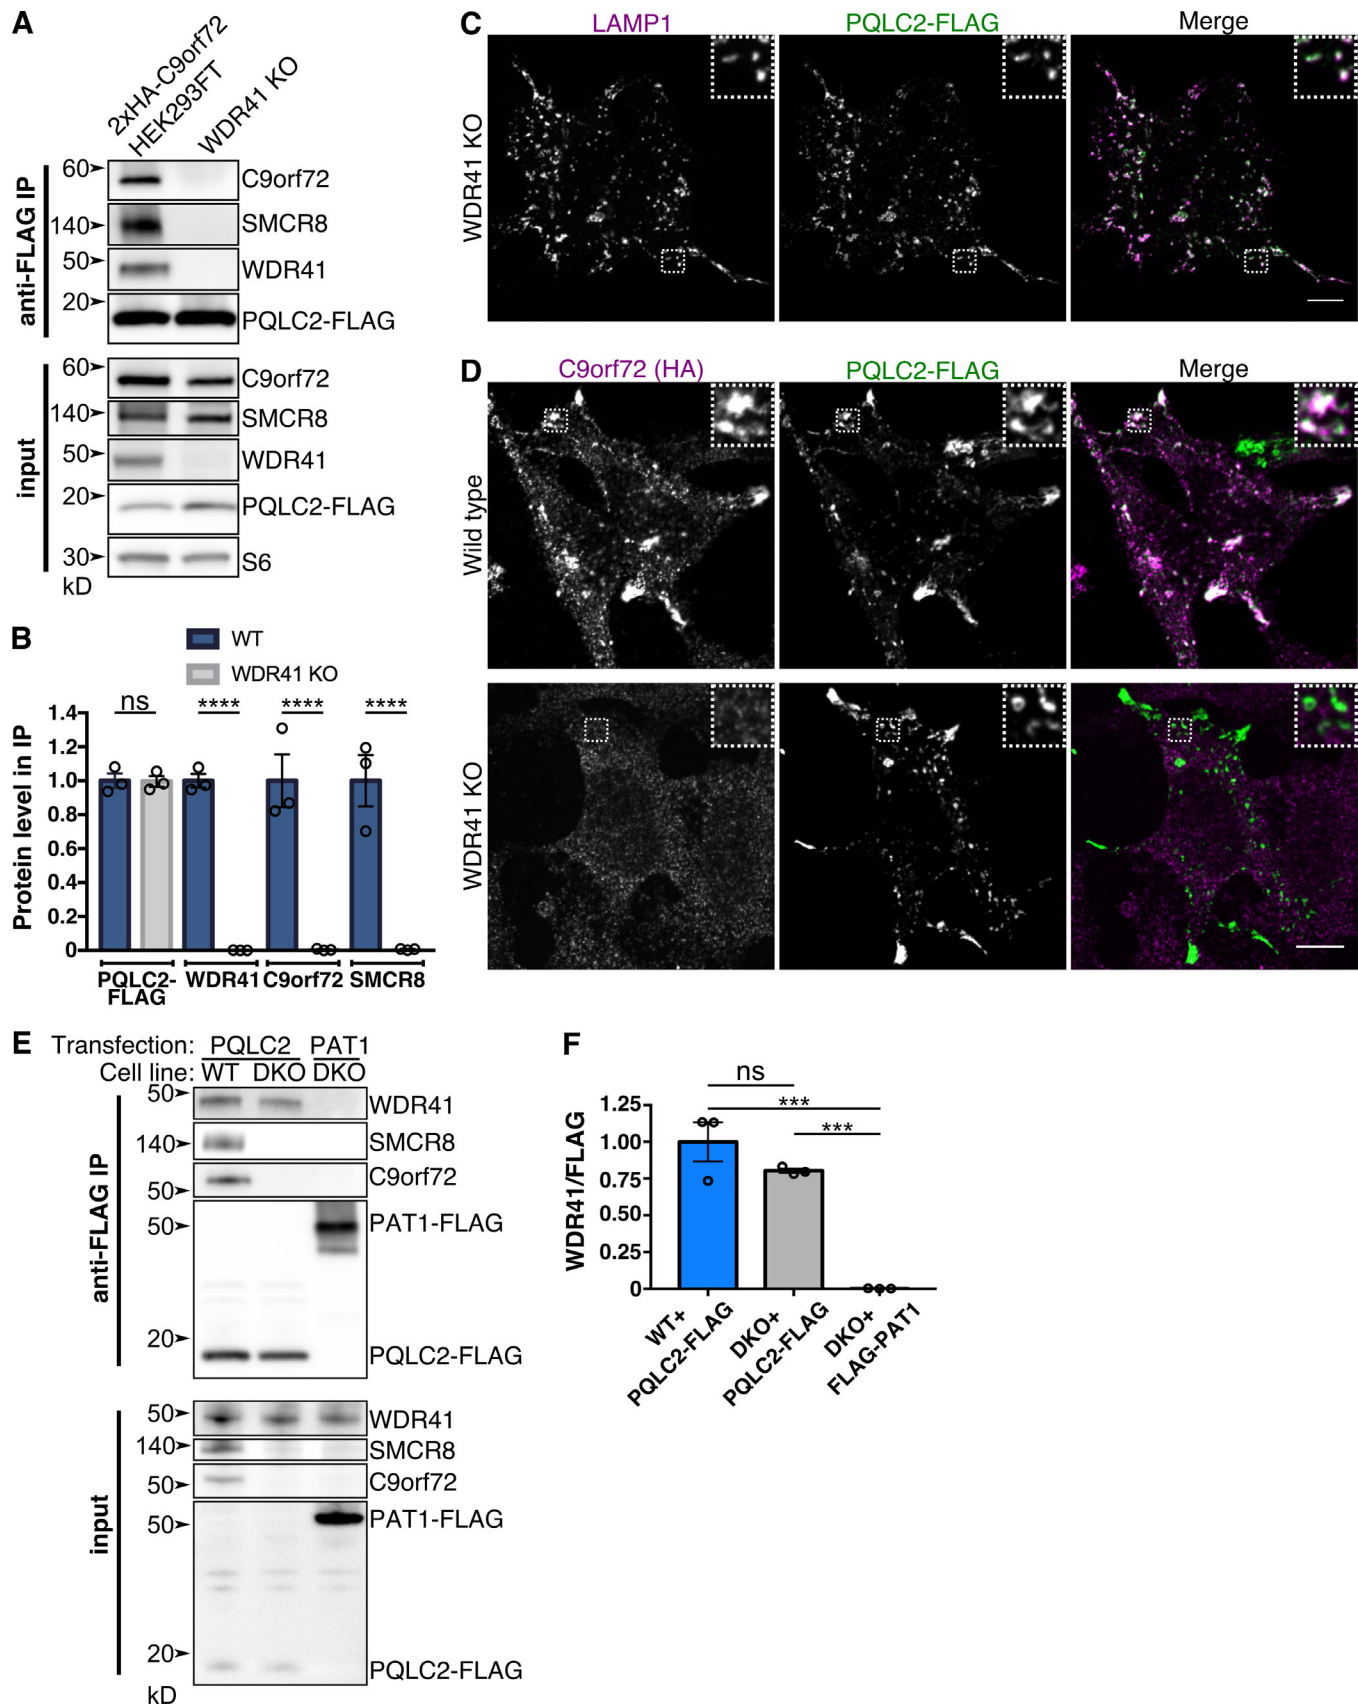 A
2xHA-C9orf72
HEK293FT
WDR41 KO
anti-FLAG IP
60
C9orf72
140
SMCR8
50
WDR41
20
PQLC2-FLAG
input
60
C9orf72
140
SMCR8
50
WDR41
20
PQLC2-FLAG
30
S6
kD
B
WT
WDR41 KO
ns
****
****
****
Protein level in IP
1.4
1.2
1.0
0.8
0.6
0.4
0.2
0
PQLC2-
FLAG
WDR41
C9orf72
SMCR8
C
LAMP1
PQLC2-FLAG
Merge
WDR41 KO
D
C9orf72 (HA)
PQLC2-FLAG
Merge
Wild type
WDR41 KO
E
Transfection: PQLC2 PAT1
Cell line: WT DKO DKO
anti-FLAG IP
50
WDR41
140
SMCR8
50
C9orf72
50
PAT1-FLAG
20
PQLC2-FLAG
input
50
WDR41
140
SMCR8
50
C9orf72
50
PAT1-FLAG
20
PQLC2-FLAG
kD
F
ns
***
***
WDR41/FLAG
1.25
1.00
0.75
0.50
0.25
0
WT+
PQLC2-FLAG
DKO+
PQLC2-FLAG
DKO+
FLAG-PAT1